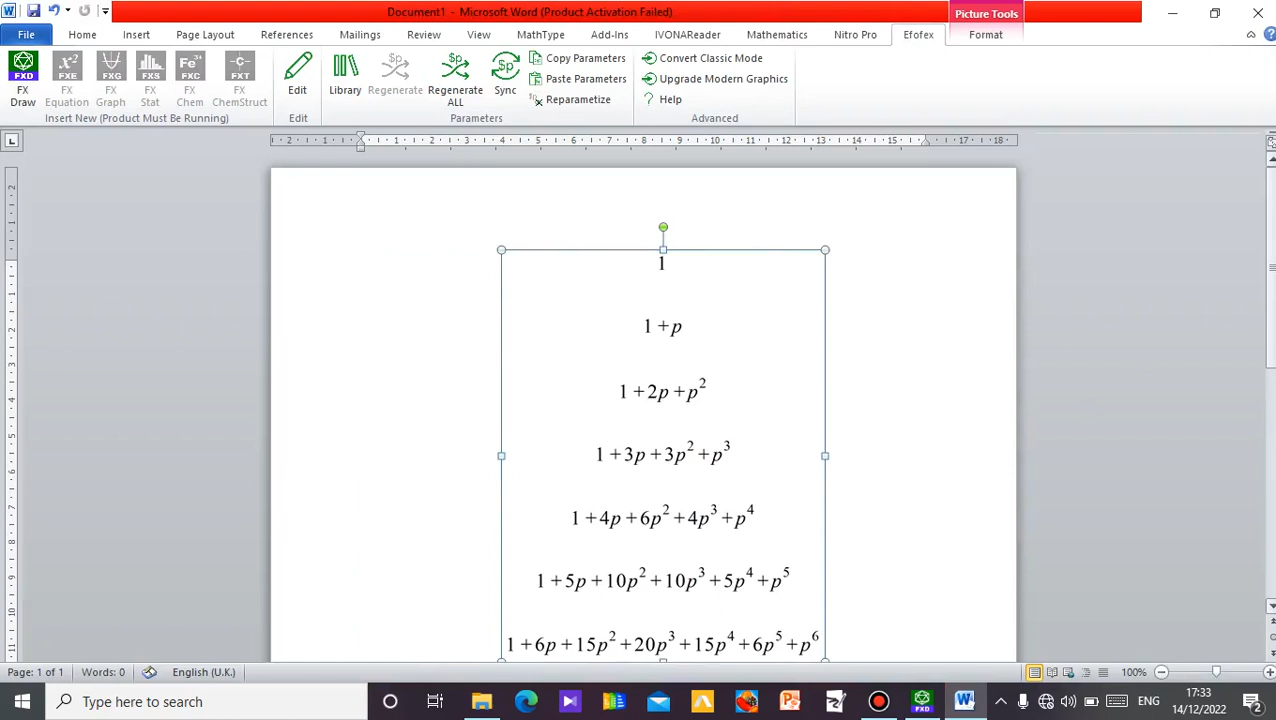 Document1 - Microsoft Word (Product Activation Failed)
Picture Tools
File Home Insert Page Layout References Mailings Review View MathType Add-Ins IVONAReader Mathematics Nitro Pro Efofex Format
FX Draw
FX Equation
FX Graph
FX Stat
FX Chem
FX ChemStruct
Insert New (Product Must Be Running)
Edit
Edit
Library
Regenerate
Regenerate ALL
Sync
Copy Parameters
Paste Parameters
Reparametize
Parameters
Convert Classic Mode
Upgrade Modern Graphics
Help
Advanced
1
1 + p
1 + 2p + p²
1 + 3p + 3p² + p³
1 + 4p + 6p² + 4p³ + p⁴
1 + 5p + 10p² + 10p³ + 5p⁴ + p⁵
1 + 6p + 15p² + 20p³ + 15p⁴ + 6p⁵ + p⁶
Page: 1 of 1 Words: 0 English (U.K.) 100%
Type here to search
ENG
17:33
14/12/2022